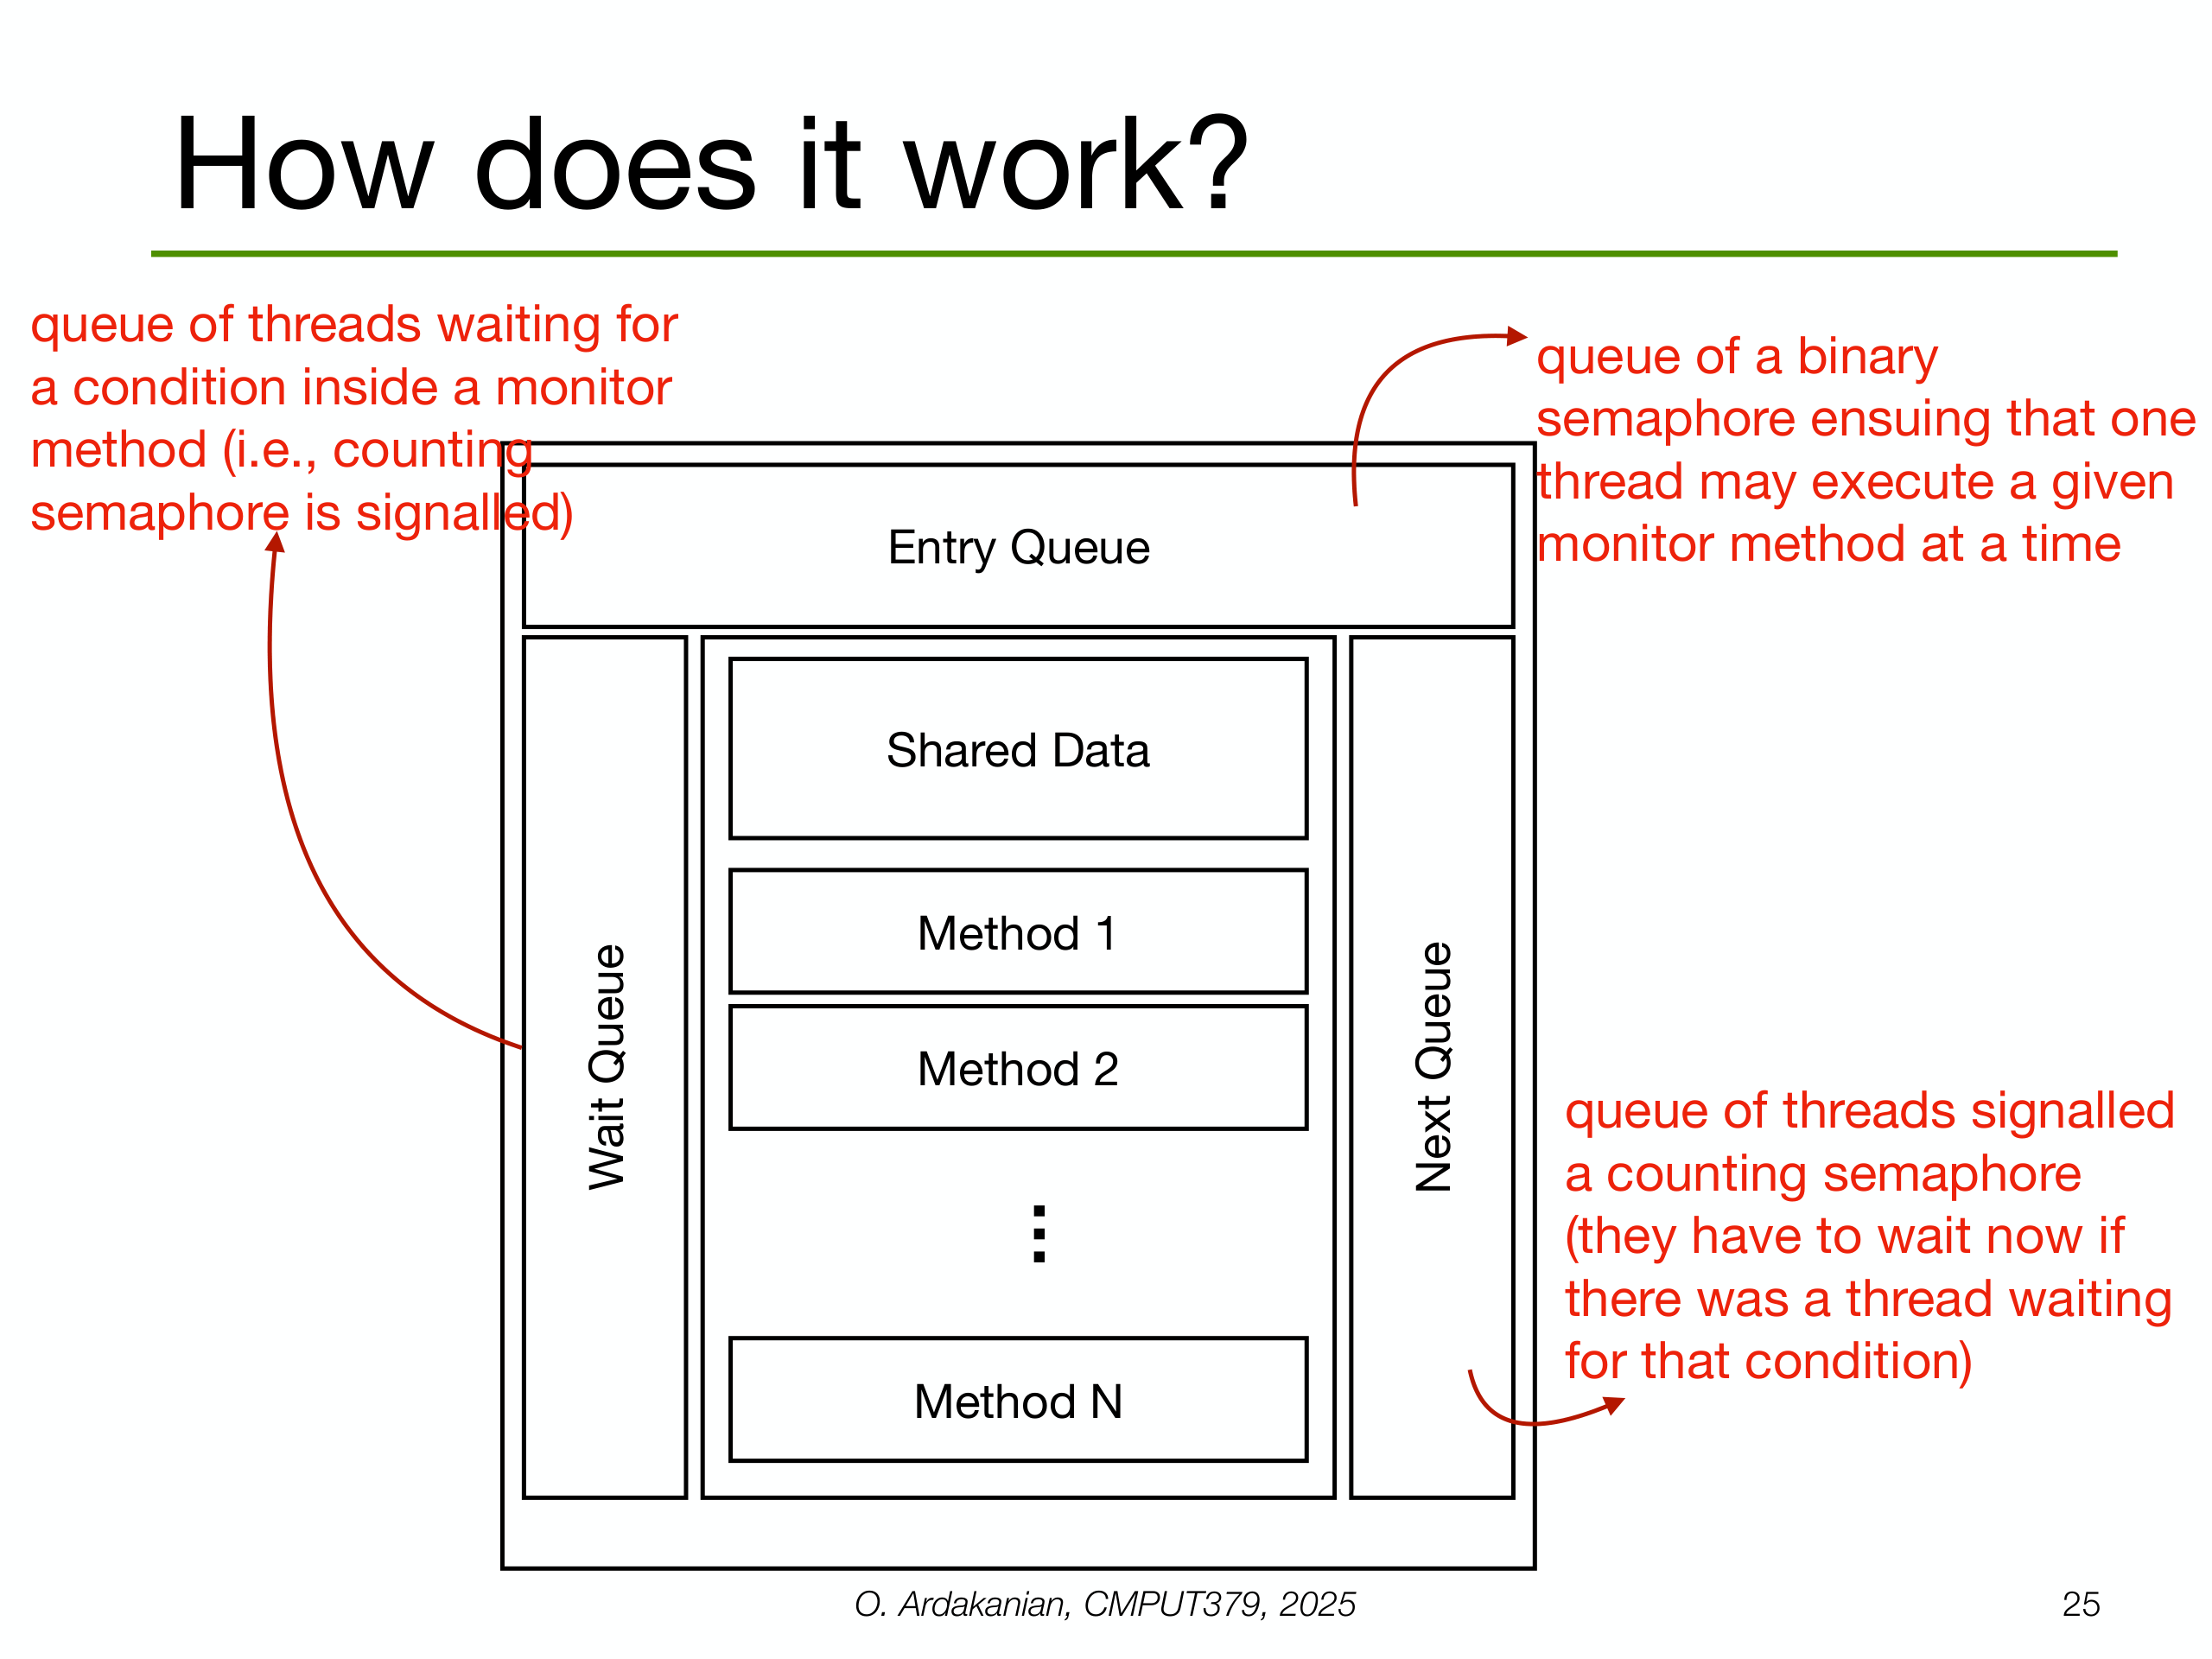 How does it work?
queue of threads waiting for
a condition inside a monitor
method (i.e., counting
semaphore is signalled)
queue of a binary
semaphore ensuing that one
thread may execute a given
monitor method at a time
Entry Queue
Shared Data
Method 1
Method 2
Method N
Wait Queue
Next Queue
queue of threads signalled
a counting semaphore
(they have to wait now if
there was a thread waiting
for that condition)
O. Ardakanian, CMPUT379, 2025
25